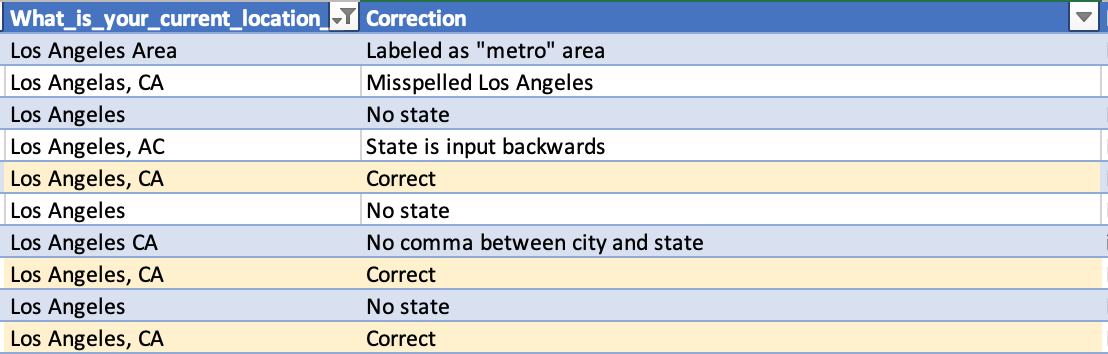 What_is_your_current_location_ Correction
Los Angeles Area Labeled as "metro" area
Los Angelas, CA Misspelled Los Angeles
Los Angeles No state
Los Angeles, AC State is input backwards
Los Angeles, CA Correct
Los Angeles No state
Los Angeles CA No comma between city and state
Los Angeles, CA Correct
Los Angeles No state
Los Angeles, CA Correct